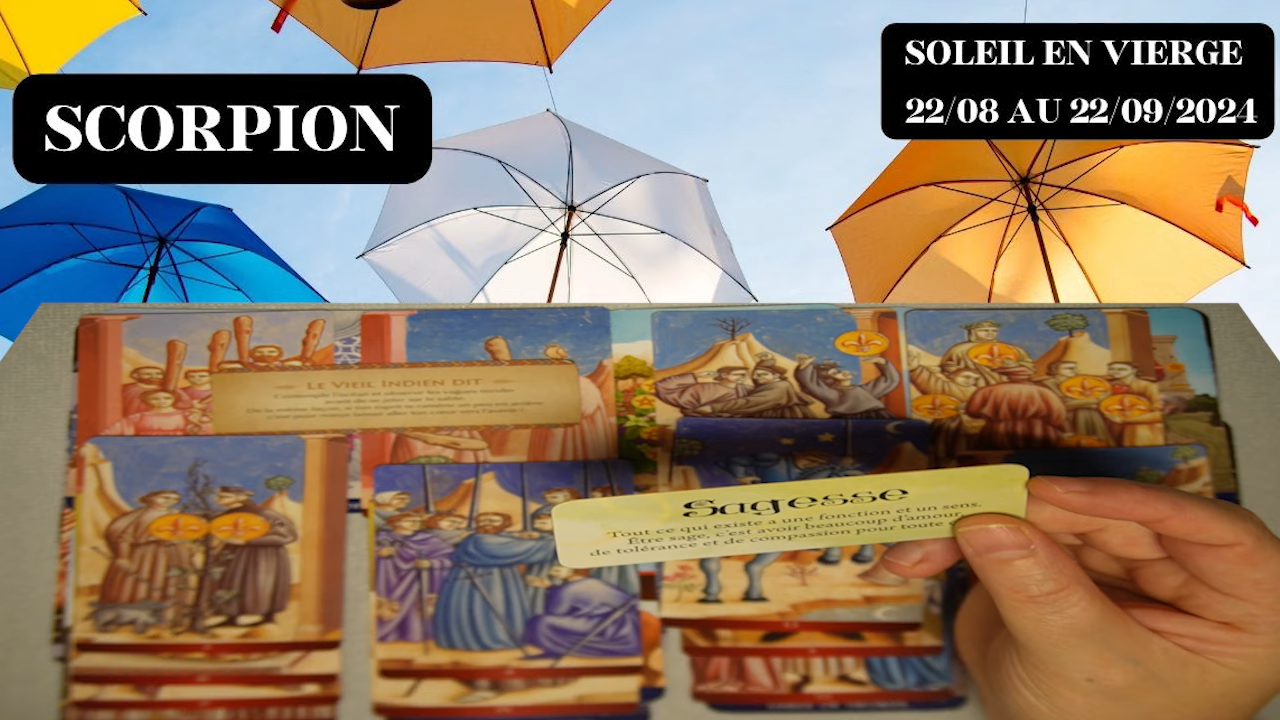 SCORPION
SOLEIL EN VIERGE
22/08 AU 22/09/2024
LE VIEIL INDIEN DIT
Sagesse
Tout ce qui existe a une fonction et un sens.
Être sage, c'est avoir beaucoup d'amour,
de tolérance et de compassion pour toute